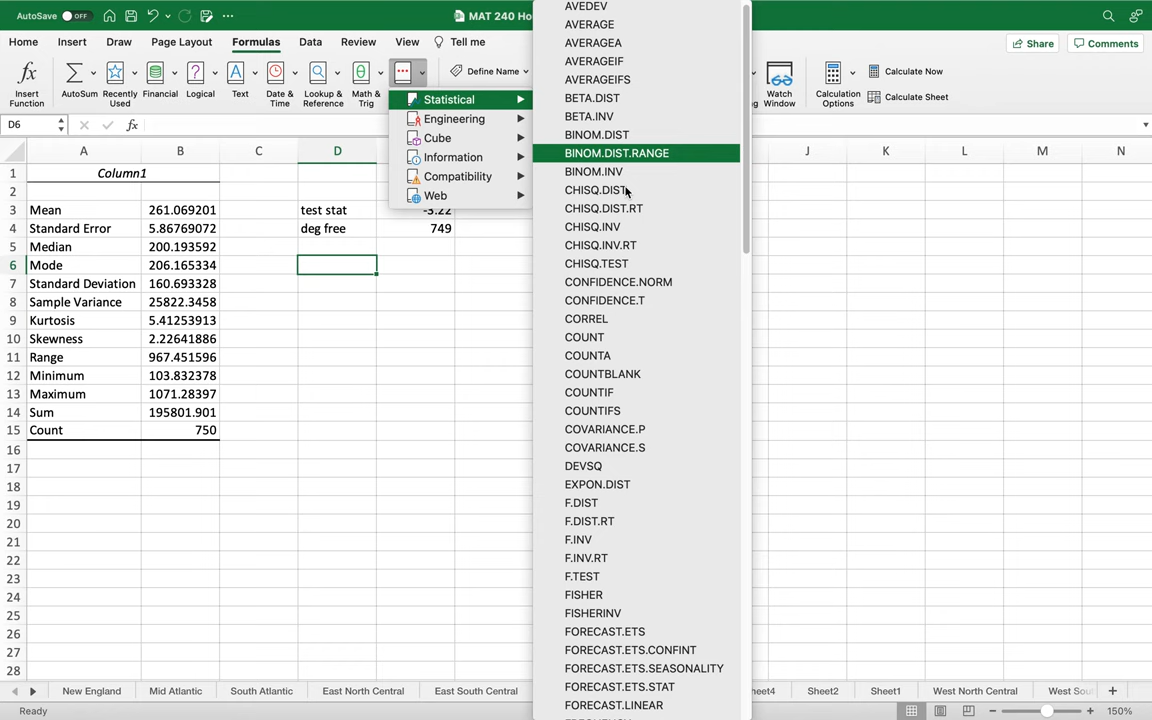 AutoSave OFF MAT 240 Ho
Home Insert Draw Page Layout Formulas Data Review View Tell me Share Comments
fx Insert Function
AutoSum
Recently Used
Financial
Logical
Text
Date & Time
Lookup & Reference
Math & Trig
Define Name
Watch Window
Calculation Options
Calculate Now
Calculate Sheet
Statistical
Engineering
Cube
Information
Compatibility
Web
D6 fx
A B C D J K L M N
1 Column1
2
3 Mean 261.069201 test stat -3.22
4 Standard Error 5.86769072 deg free 749
5 Median 200.193592
6 Mode 206.165334
7 Standard Deviation 160.693328
8 Sample Variance 25822.3458
9 Kurtosis 5.41253913
10 Skewness 2.22641886
11 Range 967.451596
12 Minimum 103.832378
13 Maximum 1071.28397
14 Sum 195801.901
15 Count 750
16
17
18
19
20
21
22
23
24
25
26
27
28
AVEDEV
AVERAGE
AVERAGEA
AVERAGEIF
AVERAGEIFS
BETA.DIST
BETA.INV
BINOM.DIST
BINOM.DIST.RANGE
BINOM.INV
CHISQ.DIST
CHISQ.DIST.RT
CHISQ.INV
CHISQ.INV.RT
CHISQ.TEST
CONFIDENCE.NORM
CONFIDENCE.T
CORREL
COUNT
COUNTA
COUNTBLANK
COUNTIF
COUNTIFS
COVARIANCE.P
COVARIANCE.S
DEVSQ
EXPON.DIST
F.DIST
F.DIST.RT
F.INV
F.INV.RT
F.TEST
FISHER
FISHERINV
FORECAST.ETS
FORECAST.ETS.CONFINT
FORECAST.ETS.SEASONALITY
FORECAST.ETS.STAT
FORECAST.LINEAR
New England Mid Atlantic South Atlantic East North Central East South Central eet4 Sheet2 Sheet1 West North Central West Sou
Ready 150%